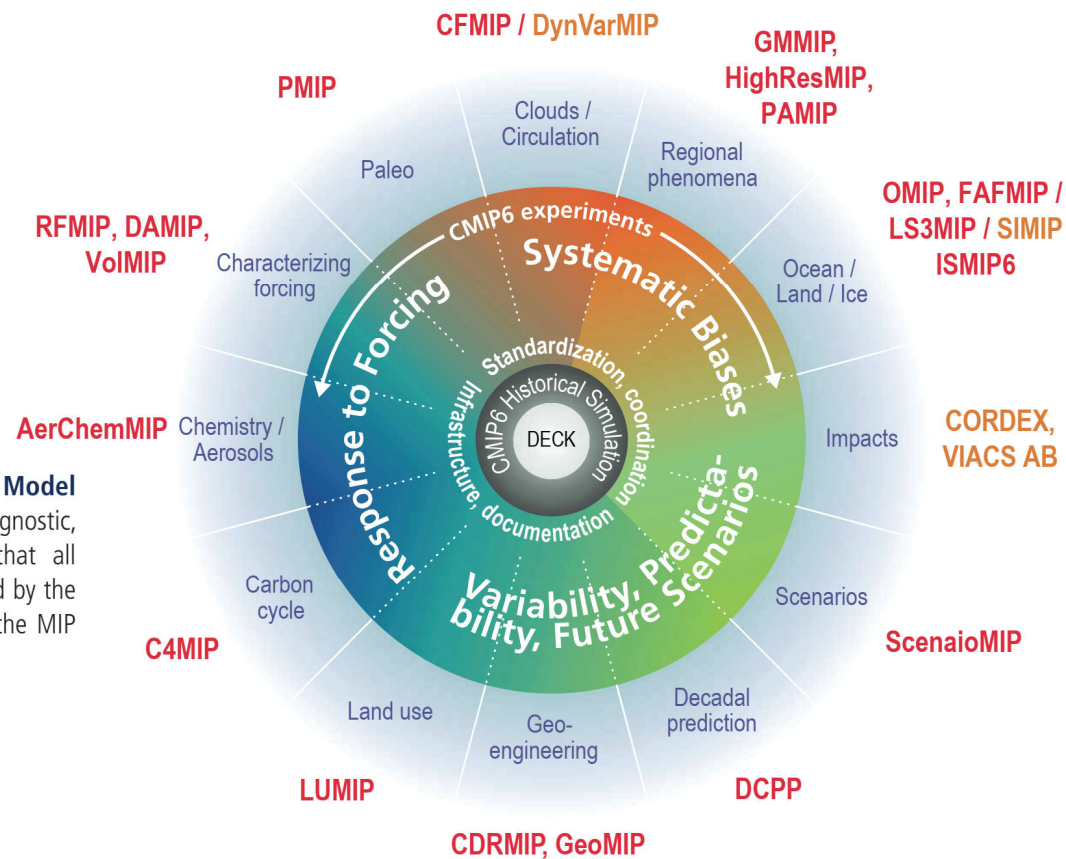 CFMIP / DynVarMIP
GMMIP,
HighResMIP,
PAMIP
PMIP
Clouds /
Circulation
Regional
phenomena
Paleo
OMIP, FAFMIP /
LS3MIP / SIMIP
ISMIP6
RFMIP, DAMIP,
VolMIP
Characterizing
forcing
Ocean /
Land / Ice
CMIP6 experiments
Systematic Biases
Response to Forcing
Variability, Predicta-
bility, Future Scenarios
Standardization, coordination
Infrastructure, documentation
CMIP6 Historical Simulation
DECK
AerChemMIP
Chemistry /
Aerosols
Impacts
CORDEX,
VIACS AB
Model
gnostic,
that all
d by the
the MIP
Carbon
cycle
Scenarios
C4MIP
ScenaioMIP
Land use
Geo-
engineering
Decadal
prediction
LUMIP
DCPP
CDRMIP, GeoMIP